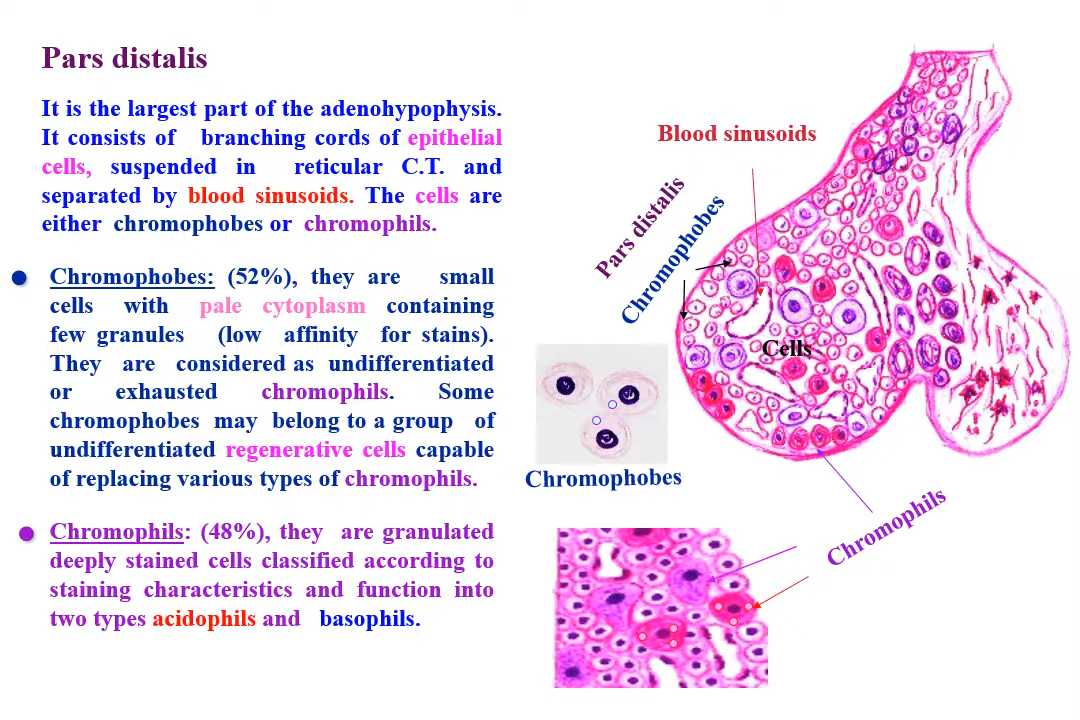 Pars distalis
It is the largest part of the adenohypophysis.
It consists of branching cords of epithelial
cells, suspended in reticular C.T. and
separated by blood sinusoids. The cells are
either chromophobes or chromophils.
Chromophobes: (52%), they are small
cells with pale cytoplasm containing
few granules (low affinity for stains).
They are considered as undifferentiated
or exhausted chromophils. Some
chromophobes may belong to a group of
undifferentiated regenerative cells capable
of replacing various types of chromophils.
Chromophils: (48%), they are granulated
deeply stained cells classified according to
staining characteristics and function into
two types acidophils and basophils.
Blood sinusoids
Pars distalis
Chromophobes
Cells
Chromophobes
Chromophils